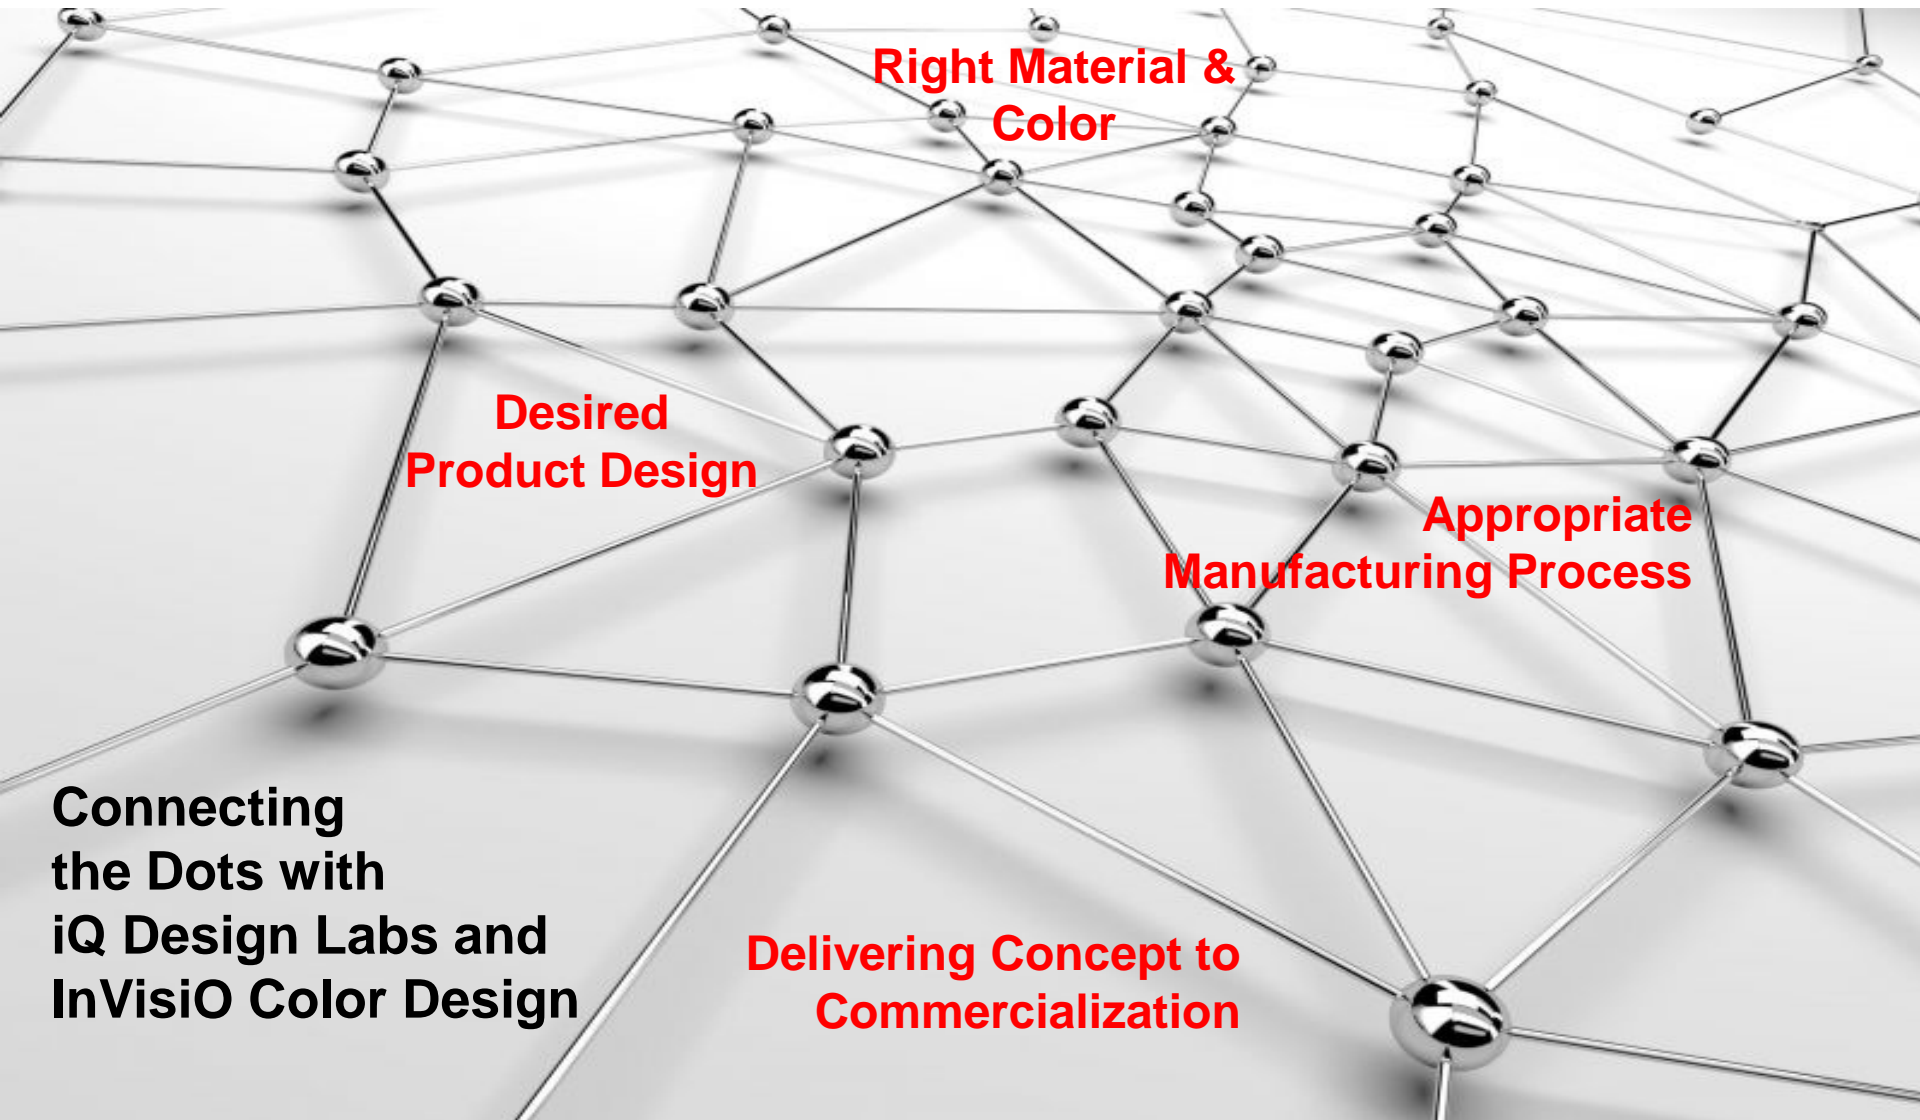 Right Material &
Color
Desired
Product Design
Appropriate
Manufacturing Process
Connecting
the Dots with
iQ Design Labs and
InVisiO Color Design
Delivering Concept to
Commercialization